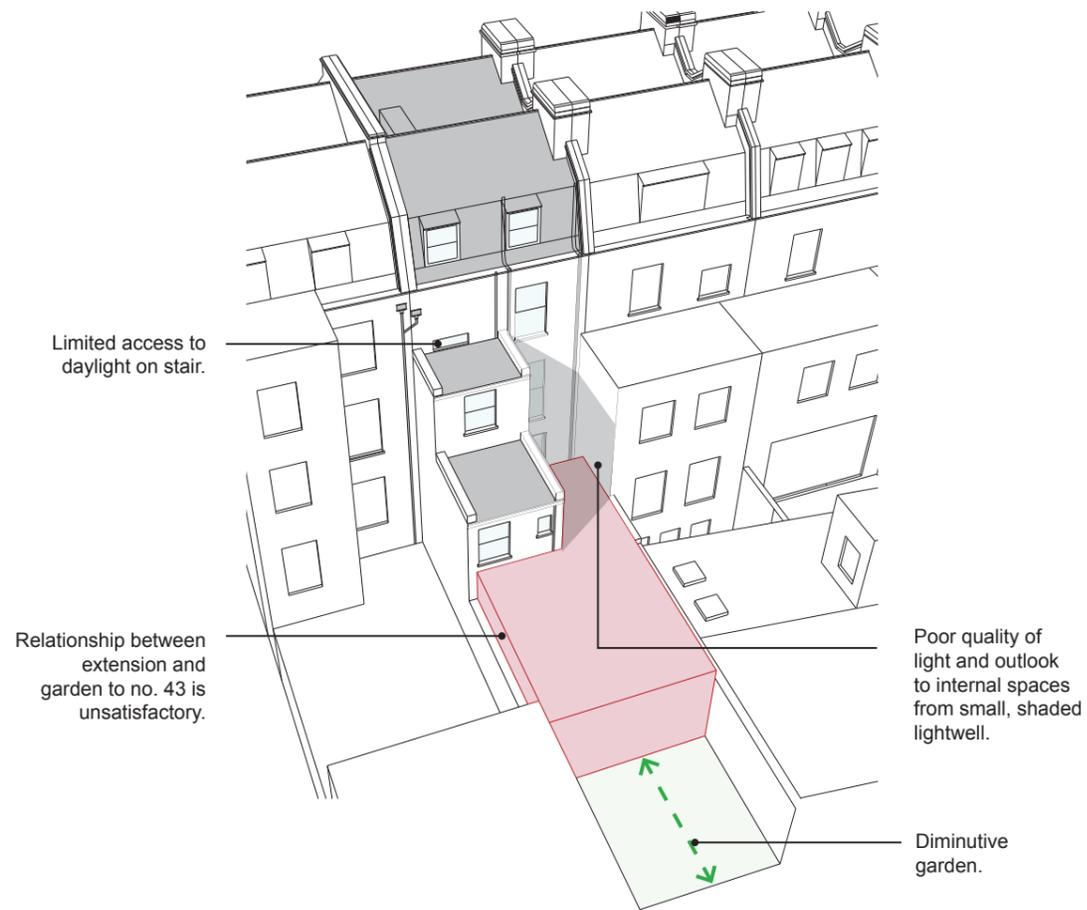 Limited access to
daylight on stair.
Relationship between
extension and
garden to no. 43 is
unsatisfactory.
Poor quality of
light and outlook
to internal spaces
from small, shaded
lightwell.
Diminutive
garden.